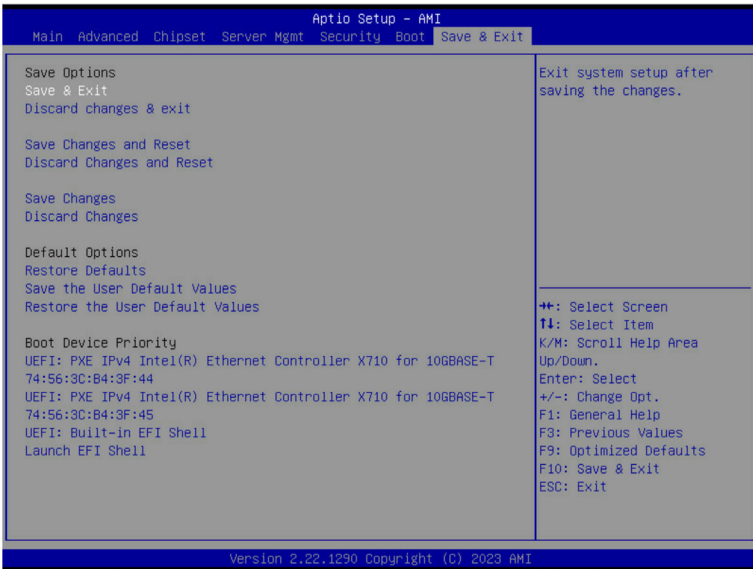 Aptio Setup – AMI
Main Advanced Chipset Server Mgmt Security Boot Save & Exit
Save Options
Save & Exit
Discard changes & exit
Save Changes and Reset
Discard Changes and Reset
Save Changes
Discard Changes
Default Options
Restore Defaults
Save the User Default Values
Restore the User Default Values
Boot Device Priority
UEFI: PXE IPv4 Intel(R) Ethernet Controller X710 for 10GBASE-T
74:56:3C:B4:3F:44
UEFI: PXE IPv4 Intel(R) Ethernet Controller X710 for 10GBASE-T
74:56:3C:B4:3F:45
UEFI: Built-in EFI Shell
Launch EFI Shell
Exit system setup after
saving the changes.
→←: Select Screen
↑↓: Select Item
K/M: Scroll Help Area
Up/Down.
Enter: Select
+/-: Change Opt.
F1: General Help
F3: Previous Values
F9: Optimized Defaults
F10: Save & Exit
ESC: Exit
Version 2.22.1290 Copyright (C) 2023 AMI